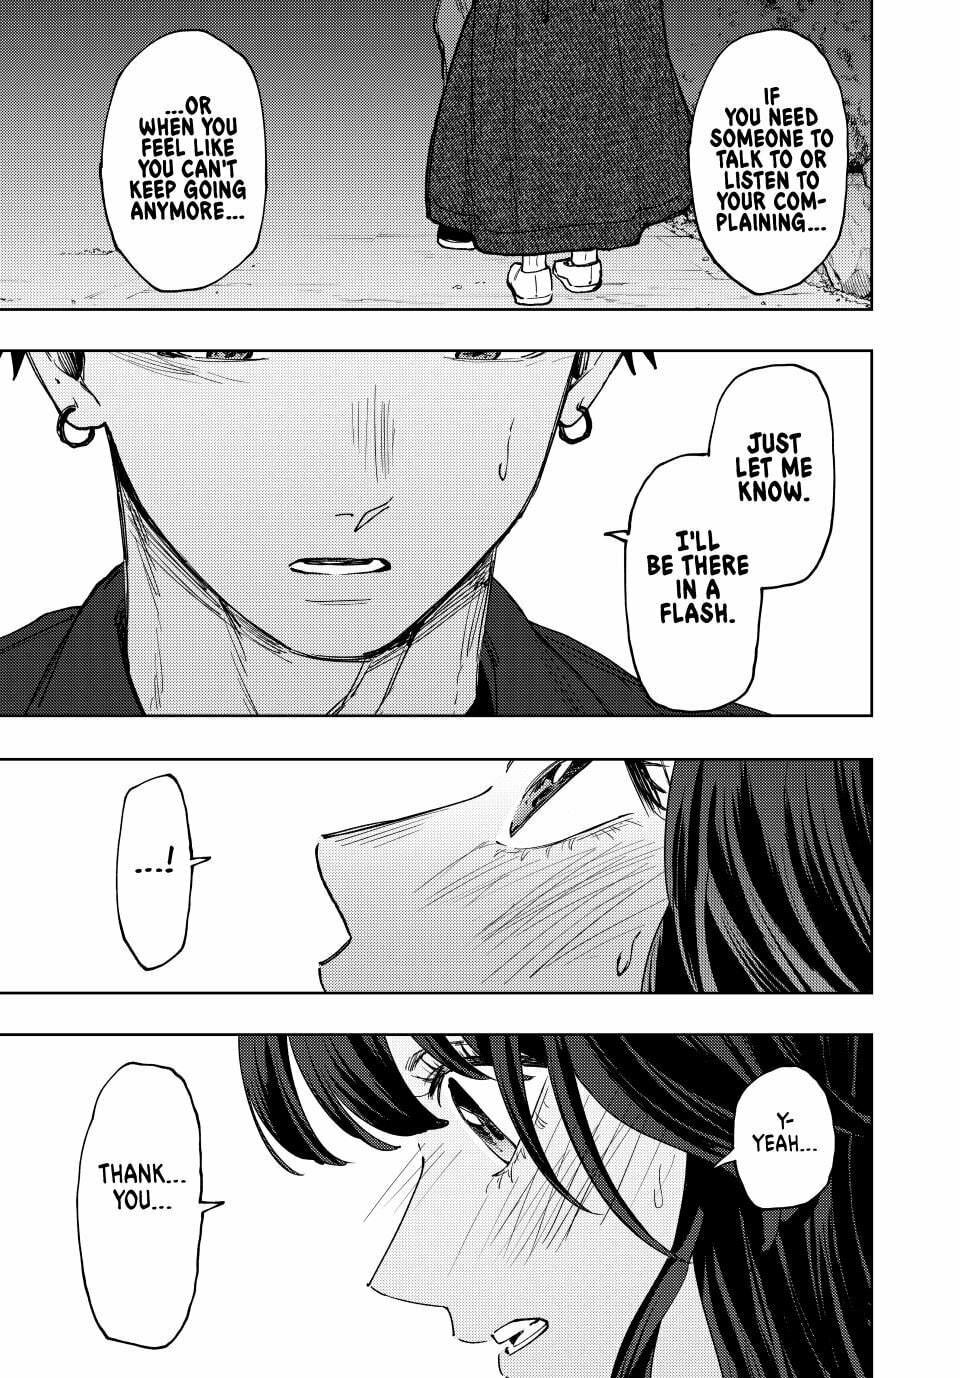 IF
YOU NEED
SOMEONE TO
TALK TO OR
LISTEN TO
YOUR COM-
PLAINING...
...OR
WHEN YOU
FEEL LIKE
YOU CAN'T
KEEP GOING
ANYMORE...
JUST
LET ME
KNOW.
I'LL
BE THERE
IN A
FLASH.
...!
Y-
YEAH...
THANK...
YOU...